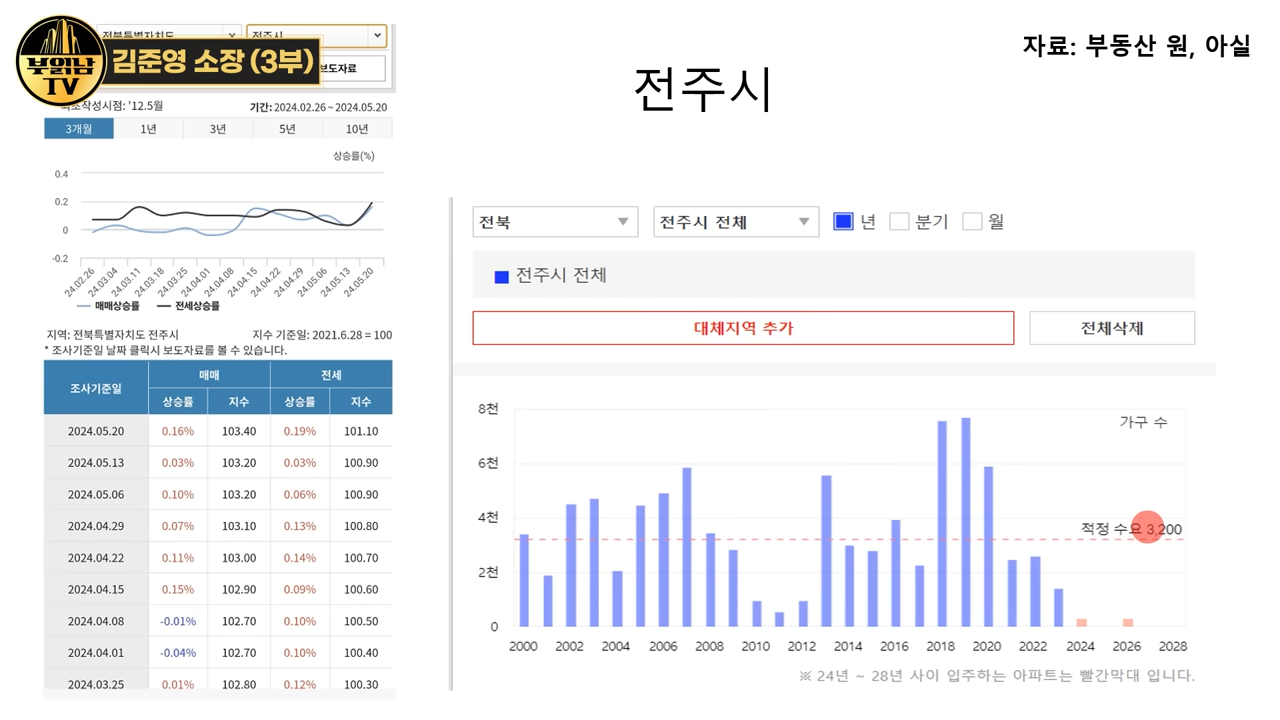 전북특별자치도 전주시
부읽남
TV
김준영 소장 (3부)
보도자료
최초작성시점: '12.5월
기간: 2024.02.26 ~ 2024.05.20
3개월 1년 3년 5년 10년
상승률(%)
0.4
0.2
0
-0.2
24.02.26 24.03.04 24.03.11 24.03.18 24.03.25 24.04.01 24.04.08 24.04.15 24.04.22 24.04.29 24.05.06 24.05.13 24.05.20
매매상승률 전세상승률
지역: 전북특별자치도 전주시 지수 기준일: 2021.6.28 = 100
* 조사기준일 날짜 클릭시 보도자료를 볼 수 있습니다.
조사기준일 매매 전세
상승률 지수 상승률 지수
2024.05.20 0.16% 103.40 0.19% 101.10
2024.05.13 0.03% 103.20 0.03% 100.90
2024.05.06 0.10% 103.20 0.06% 100.90
2024.04.29 0.07% 103.10 0.13% 100.80
2024.04.22 0.11% 103.00 0.14% 100.70
2024.04.15 0.15% 102.90 0.09% 100.60
2024.04.08 -0.01% 102.70 0.10% 100.50
2024.04.01 -0.04% 102.70 0.10% 100.40
2024.03.25 0.01% 102.80 0.12% 100.30
자료: 부동산 원, 아실
전주시
전북 전주시 전체 년 분기 월
전주시 전체
대체지역 추가 전체삭제
8천
가구 수
6천
4천
적정 수요 3,200
2천
0
2000 2002 2004 2006 2008 2010 2012 2014 2016 2018 2020 2022 2024 2026 2028
※ 24년 ~ 28년 사이 입주하는 아파트는 빨간막대 입니다.